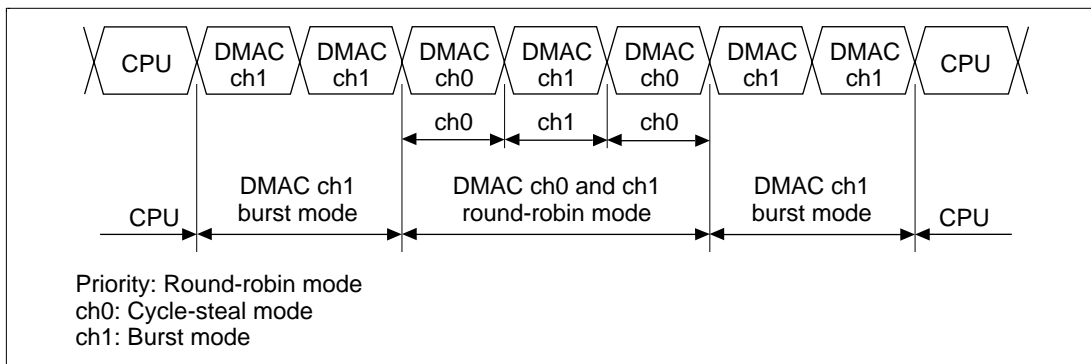 CPU
DMAC
ch1
DMAC
ch1
DMAC
ch0
DMAC
ch1
DMAC
ch0
DMAC
ch1
DMAC
ch1
CPU
ch0
ch1
ch0
CPU
DMAC ch1
burst mode
DMAC ch0 and ch1
round-robin mode
DMAC ch1
burst mode
CPU
Priority: Round-robin mode
ch0: Cycle-steal mode
ch1: Burst mode